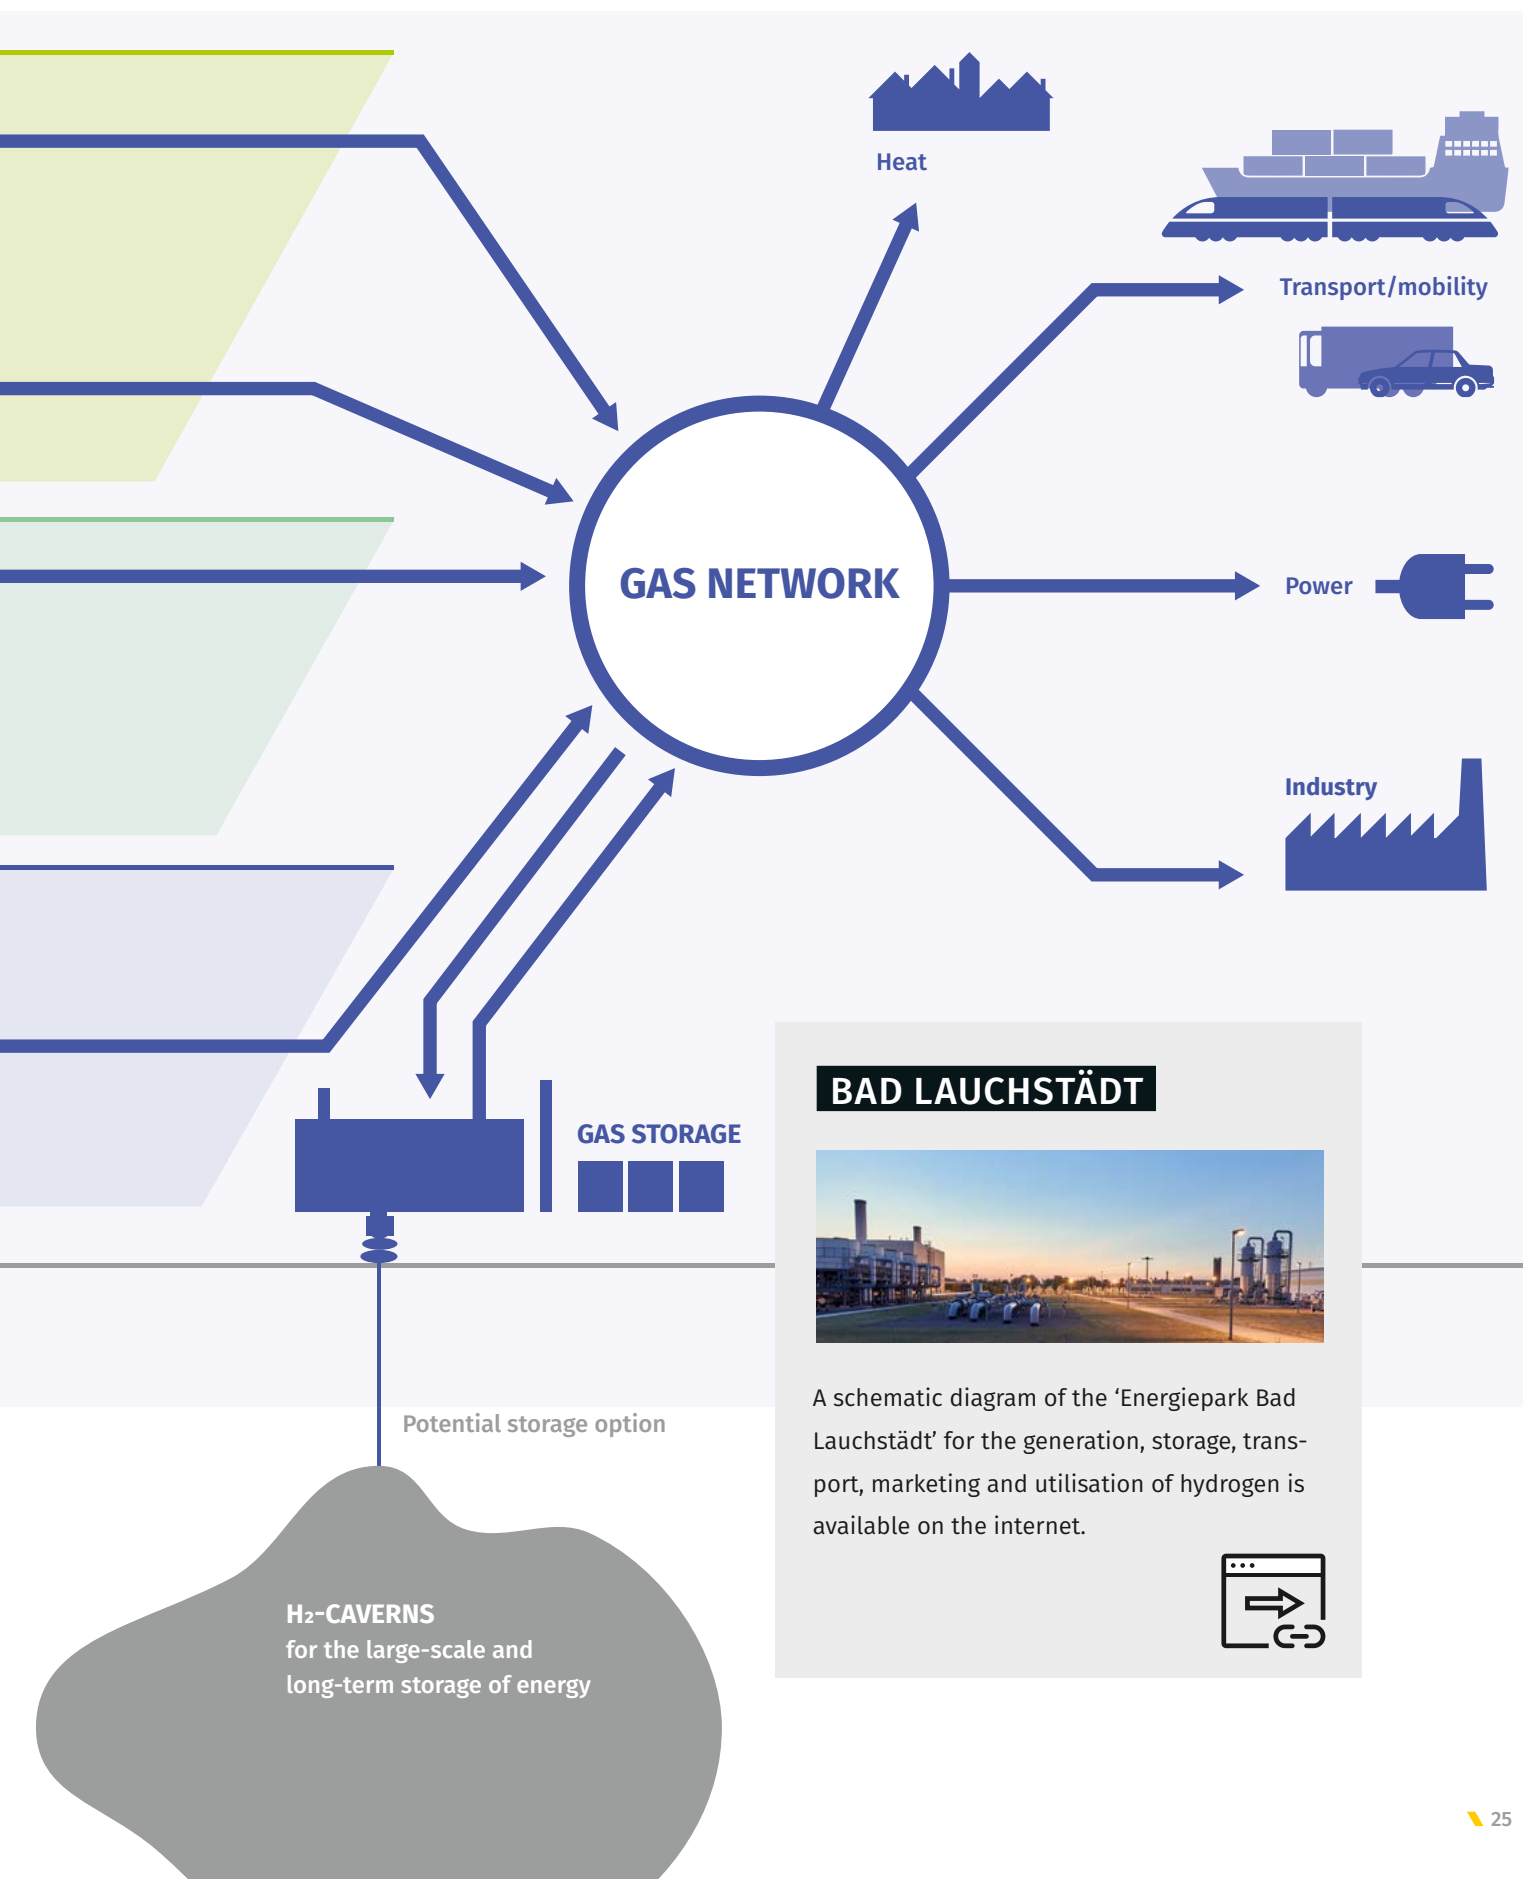 Heat
Transport/mobility
GAS NETWORK
Power
Industry
GAS STORAGE
BAD LAUCHSTÄDT
A schematic diagram of the ‘Energiepark Bad
Lauchstädt’ for the generation, storage, trans-
port, marketing and utilisation of hydrogen is
available on the internet.
Potential storage option
H₂-CAVERNS
for the large-scale and
long-term storage of energy
25